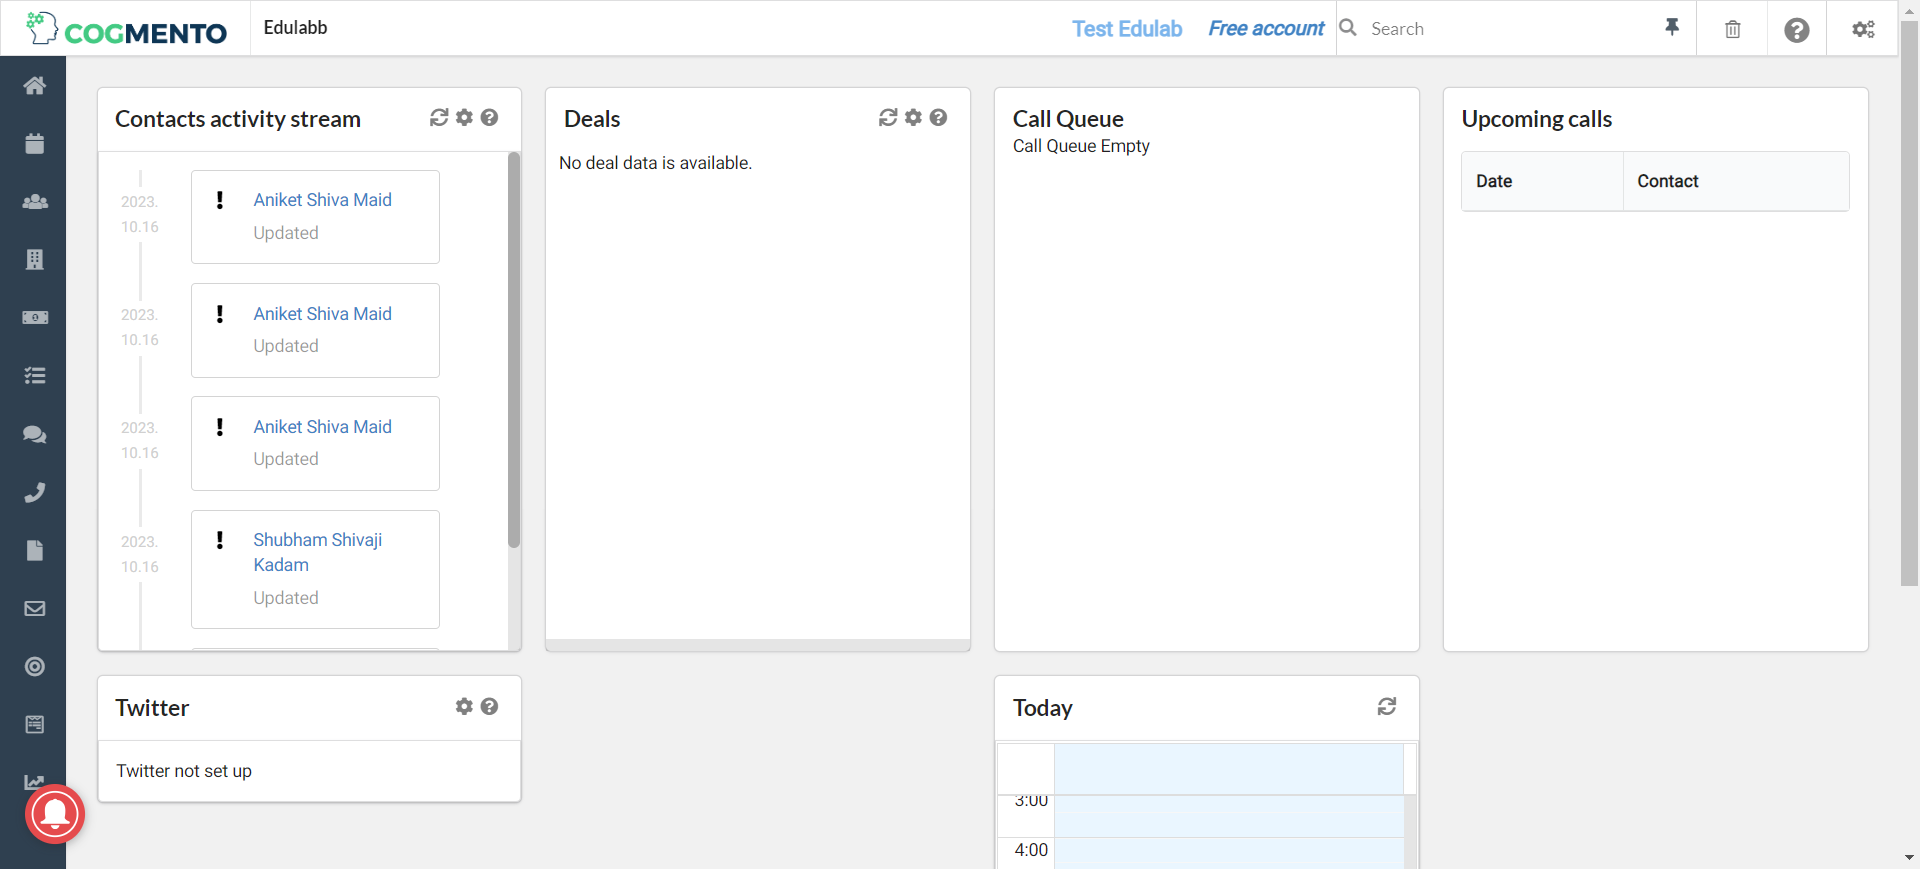 COGMENTO
Edulabb
Test Edulab
Free account
Search
Contacts activity stream
2023.
10.16
Aniket Shiva Maid
Updated
2023.
10.16
Aniket Shiva Maid
Updated
2023.
10.16
Aniket Shiva Maid
Updated
2023.
10.16
Shubham Shivaji
Kadam
Updated
Deals
No deal data is available.
Call Queue
Call Queue Empty
Upcoming calls
Date
Contact
Twitter
Twitter not set up
Today
3:00
4:00